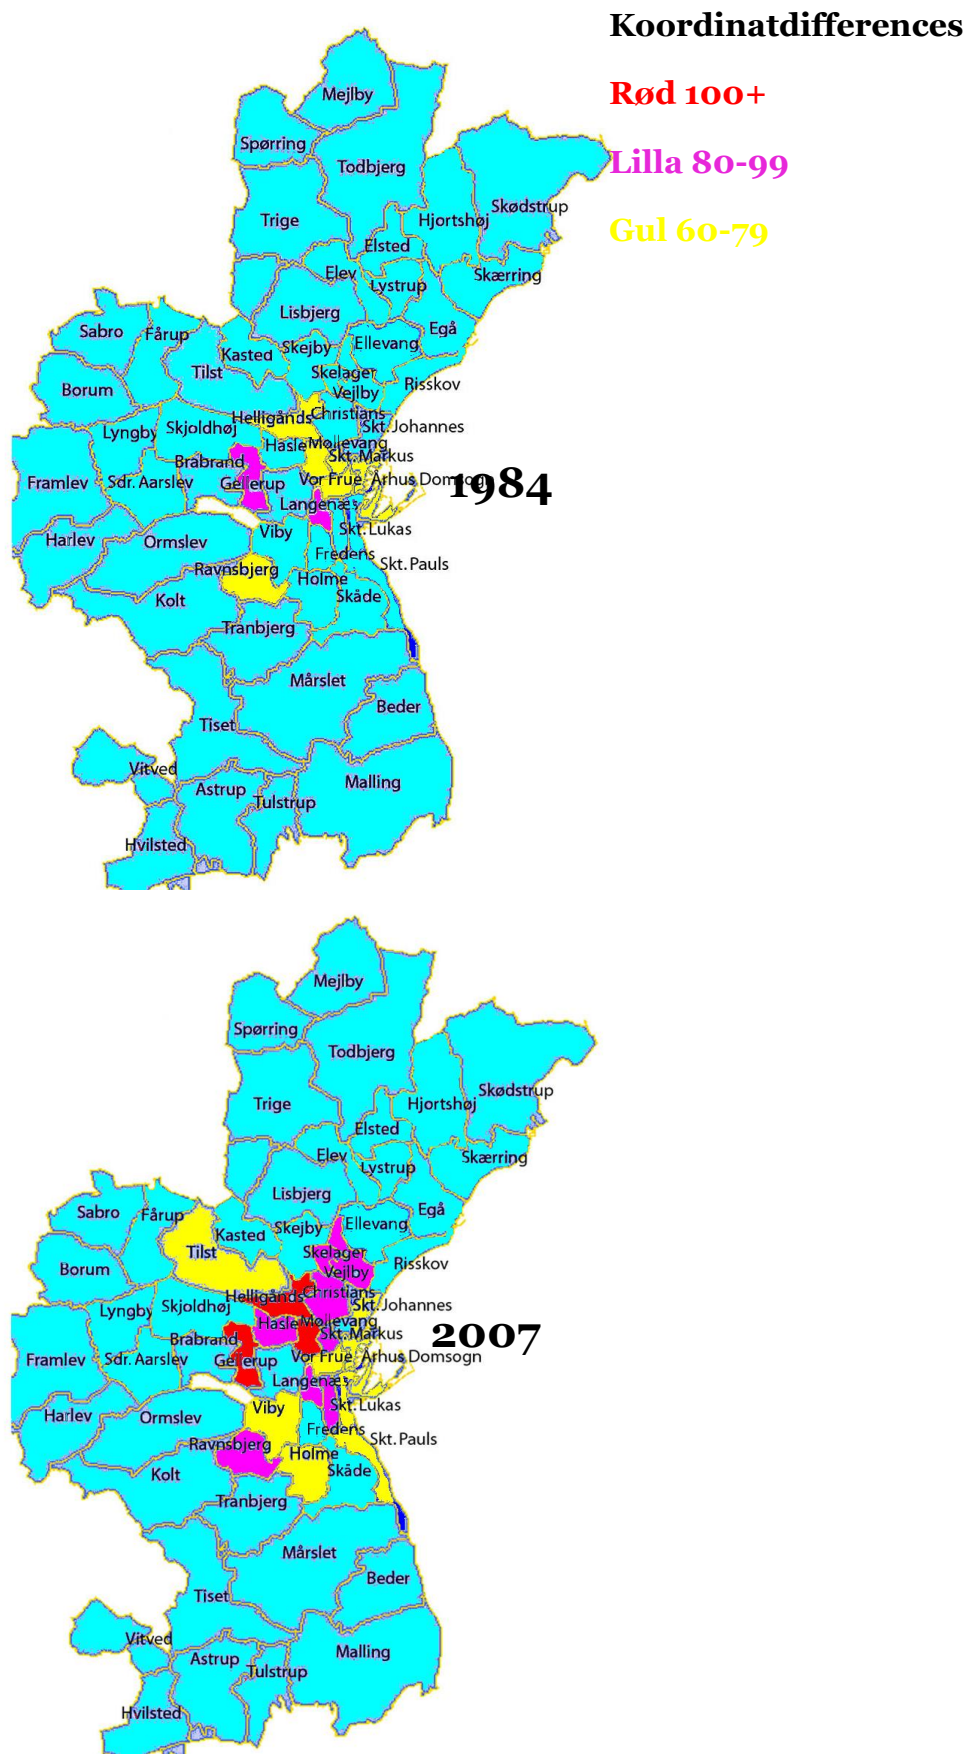 Koordinatdifferences
Rød 100+
Lilla 80-99
Gul 60-79
Mejlby
Spørring
Todbjerg
Skødstrup
Trige
Hjortshøj
Elsted
Elev
Skærring
Lystrup
Lisbjerg
Egå
Sabro
Fårup
Ellevang
Skejby
Kasted
Tilst
Skelager
Risskov
Borum
Vejlby
Christians
Helligånds
Skt. Johannes
Skjoldhøj
Lyngby
Møllevang
Hasle
Skt. Markus
Brabrand
Vor Frue
Århus Domsogn
Framlev
Sdr. Aarslev
Gellerup
1984
Langenæs
Skt. Lukas
Viby
Harlev
Ormslev
Fredens
Skt. Pauls
Ravnsbjerg
Holme
Skåde
Kolt
Tranbjerg
Mårslet
Beder
Tiset
Vitved
Malling
Astrup
Tulstrup
Hvilsted
Mejlby
Spørring
Todbjerg
Skødstrup
Trige
Hjortshøj
Elsted
Elev
Skærring
Lystrup
Lisbjerg
Egå
Sabro
Fårup
Ellevang
Skejby
Kasted
Tilst
Skelager
Risskov
Borum
Vejlby
Christians
Helligånds
Skt. Johannes
Skjoldhøj
Lyngby
Møllevang
Hasle
Skt. Markus
2007
Brabrand
Vor Frue
Århus Domsogn
Framlev
Sdr. Aarslev
Gellerup
Langenæs
Skt. Lukas
Viby
Harlev
Ormslev
Fredens
Skt. Pauls
Ravnsbjerg
Holme
Skåde
Kolt
Tranbjerg
Mårslet
Beder
Tiset
Vitved
Malling
Astrup
Tulstrup
Hvilsted